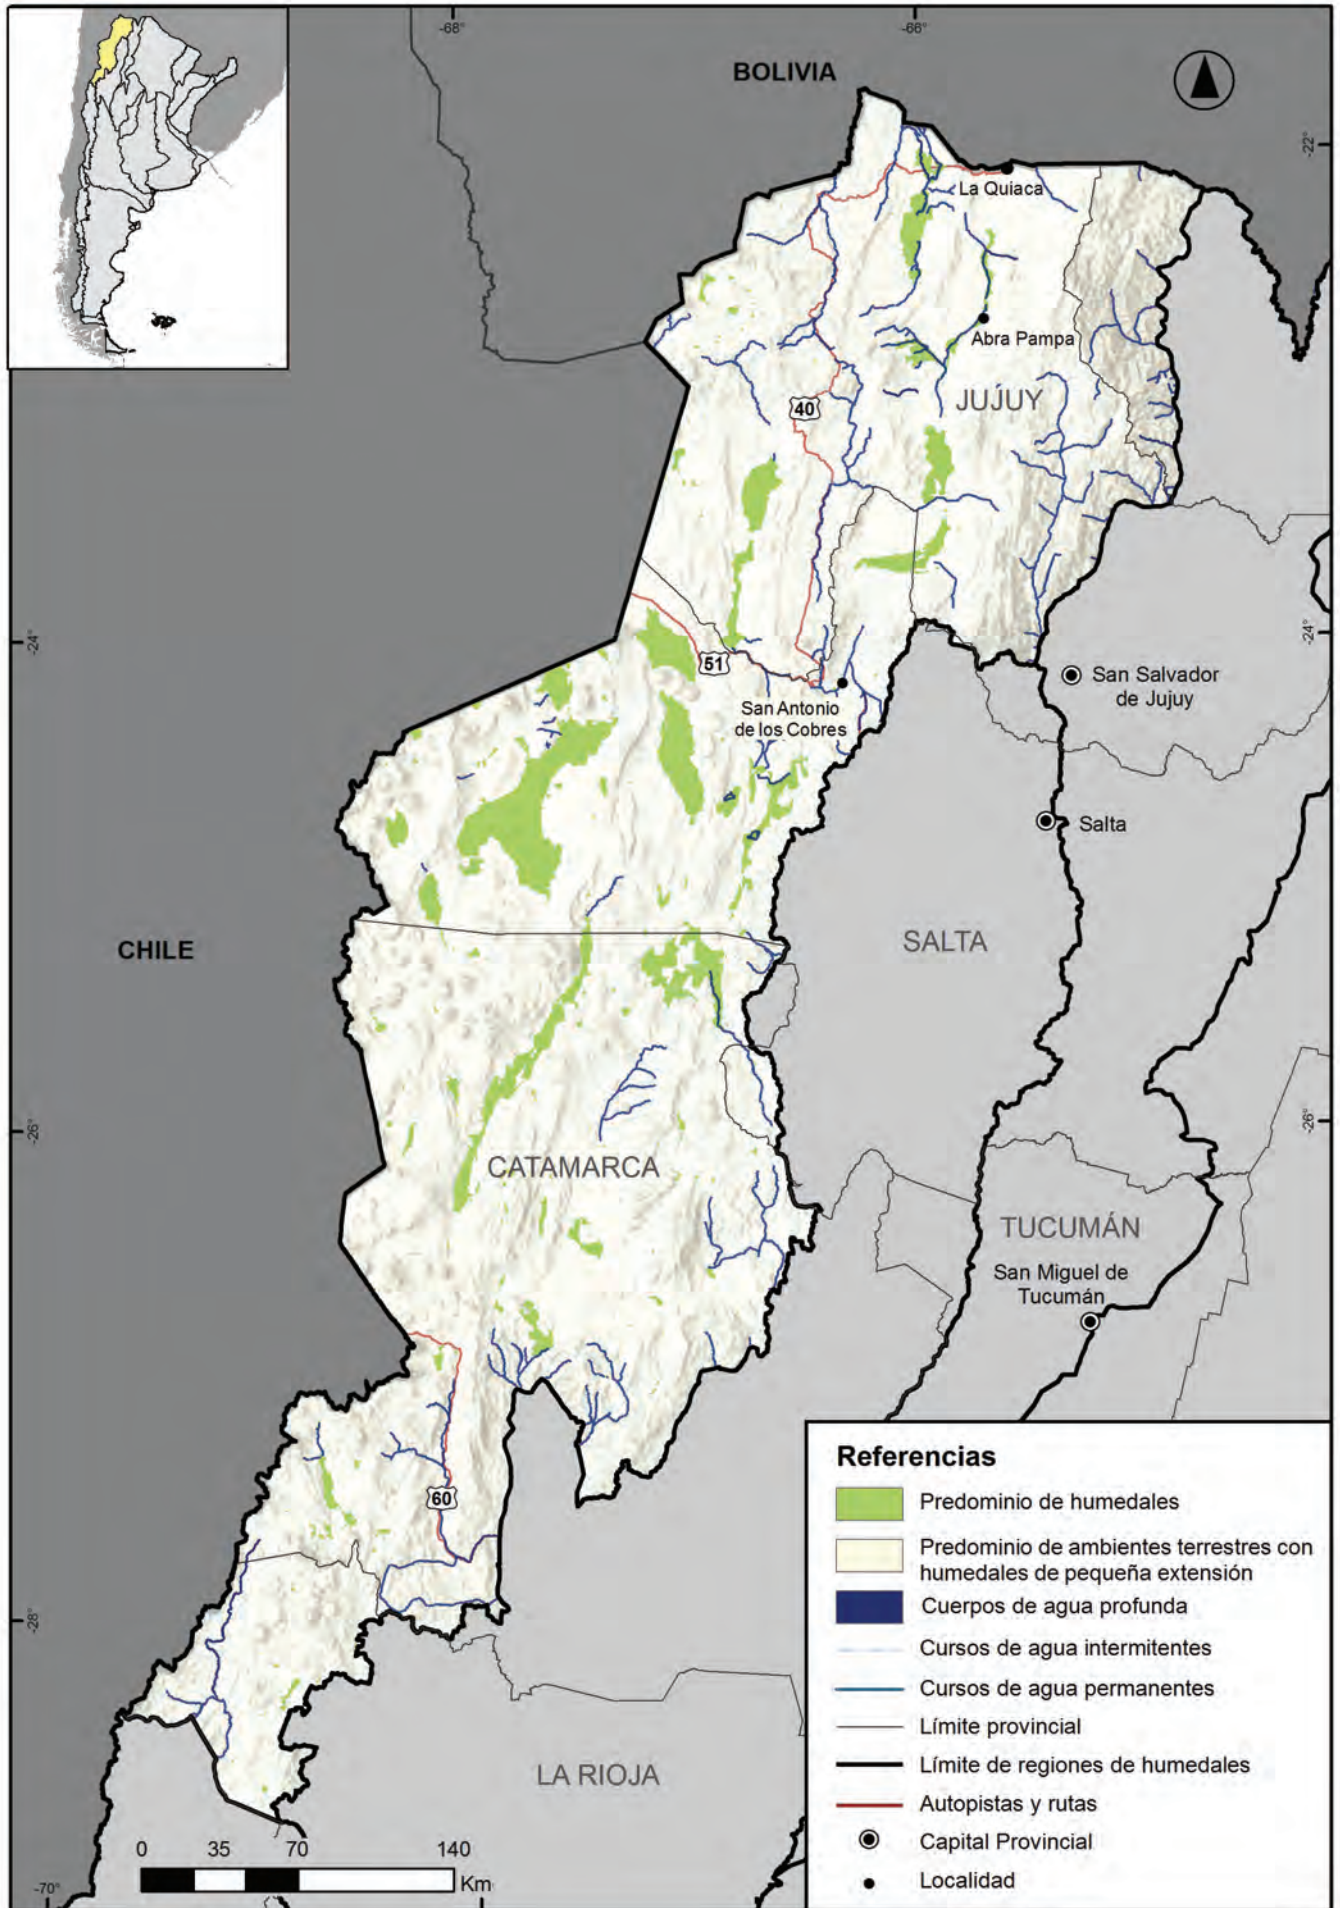 -68°
-66°
BOLIVIA
-22°
La Quiaca
Abra Pampa
JUJUY
40
-24°
-24°
51
San Salvador
de Jujuy
San Antonio
de los Cobres
Salta
CHILE
SALTA
-26°
-26°
CATAMARCA
TUCUMÁN
San Miguel de
Tucumán
60
-28°
LA RIOJA
-70°
0 35 70 140
Km
Referencias
Predominio de humedales
Predominio de ambientes terrestres con
humedales de pequeña extensión
Cuerpos de agua profunda
Cursos de agua intermitentes
Cursos de agua permanentes
Límite provincial
Límite de regiones de humedales
Autopistas y rutas
Capital Provincial
Localidad